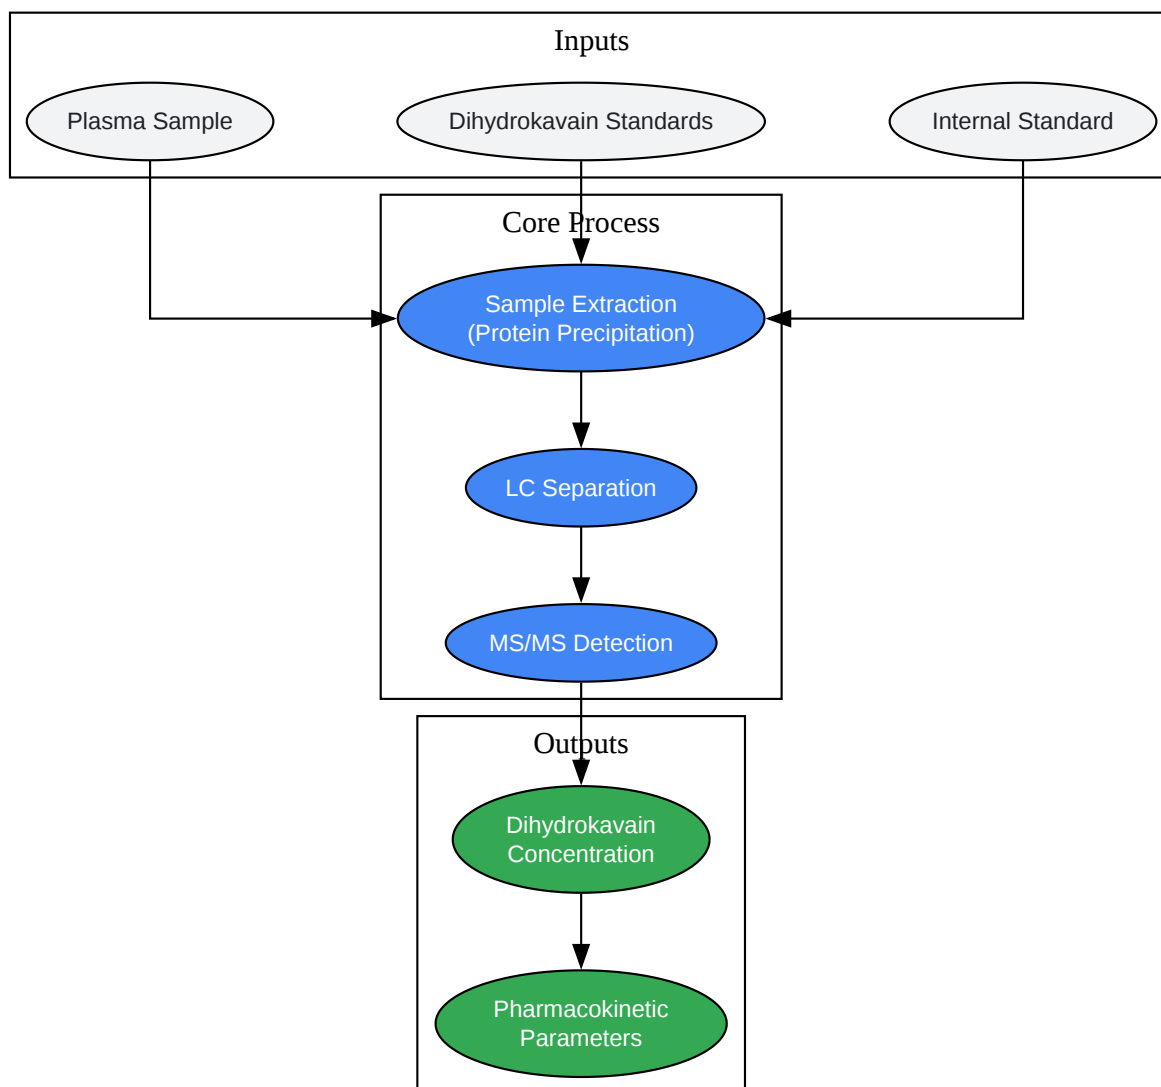 Inputs
Plasma Sample
Dihydrokavain Standards
Internal Standard
Core Process
Sample Extraction
(Protein Precipitation)
LC Separation
MS/MS Detection
Outputs
Dihydrokavain
Concentration
Pharmacokinetic
Parameters